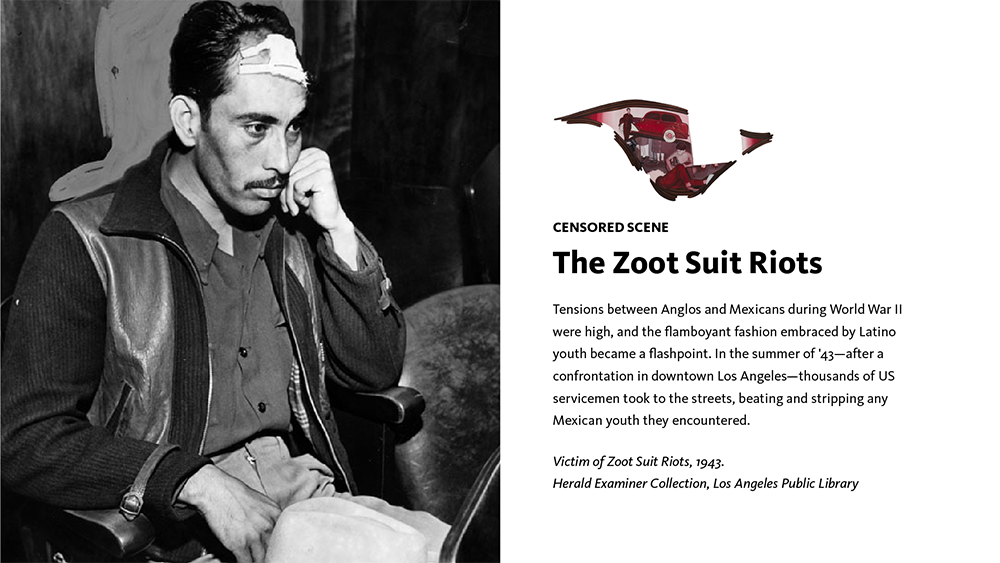 CENSORED SCENE
The Zoot Suit Riots
Tensions between Anglos and Mexicans during World War II
were high, and the flamboyant fashion embraced by Latino
youth became a flashpoint. In the summer of '43—after a
confrontation in downtown Los Angeles—thousands of US
servicemen took to the streets, beating and stripping any
Mexican youth they encountered.
Victim of Zoot Suit Riots, 1943.
Herald Examiner Collection, Los Angeles Public Library